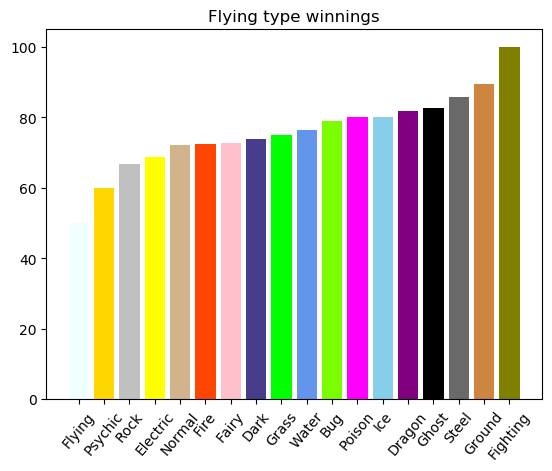 Flying type winnings
100
80
60
40
20
0
Flying
Psychic
Rock
Electric
Normal
Fire
Fairy
Dark
Grass
Water
Bug
Poison
Ice
Dragon
Ghost
Steel
Ground
Fighting